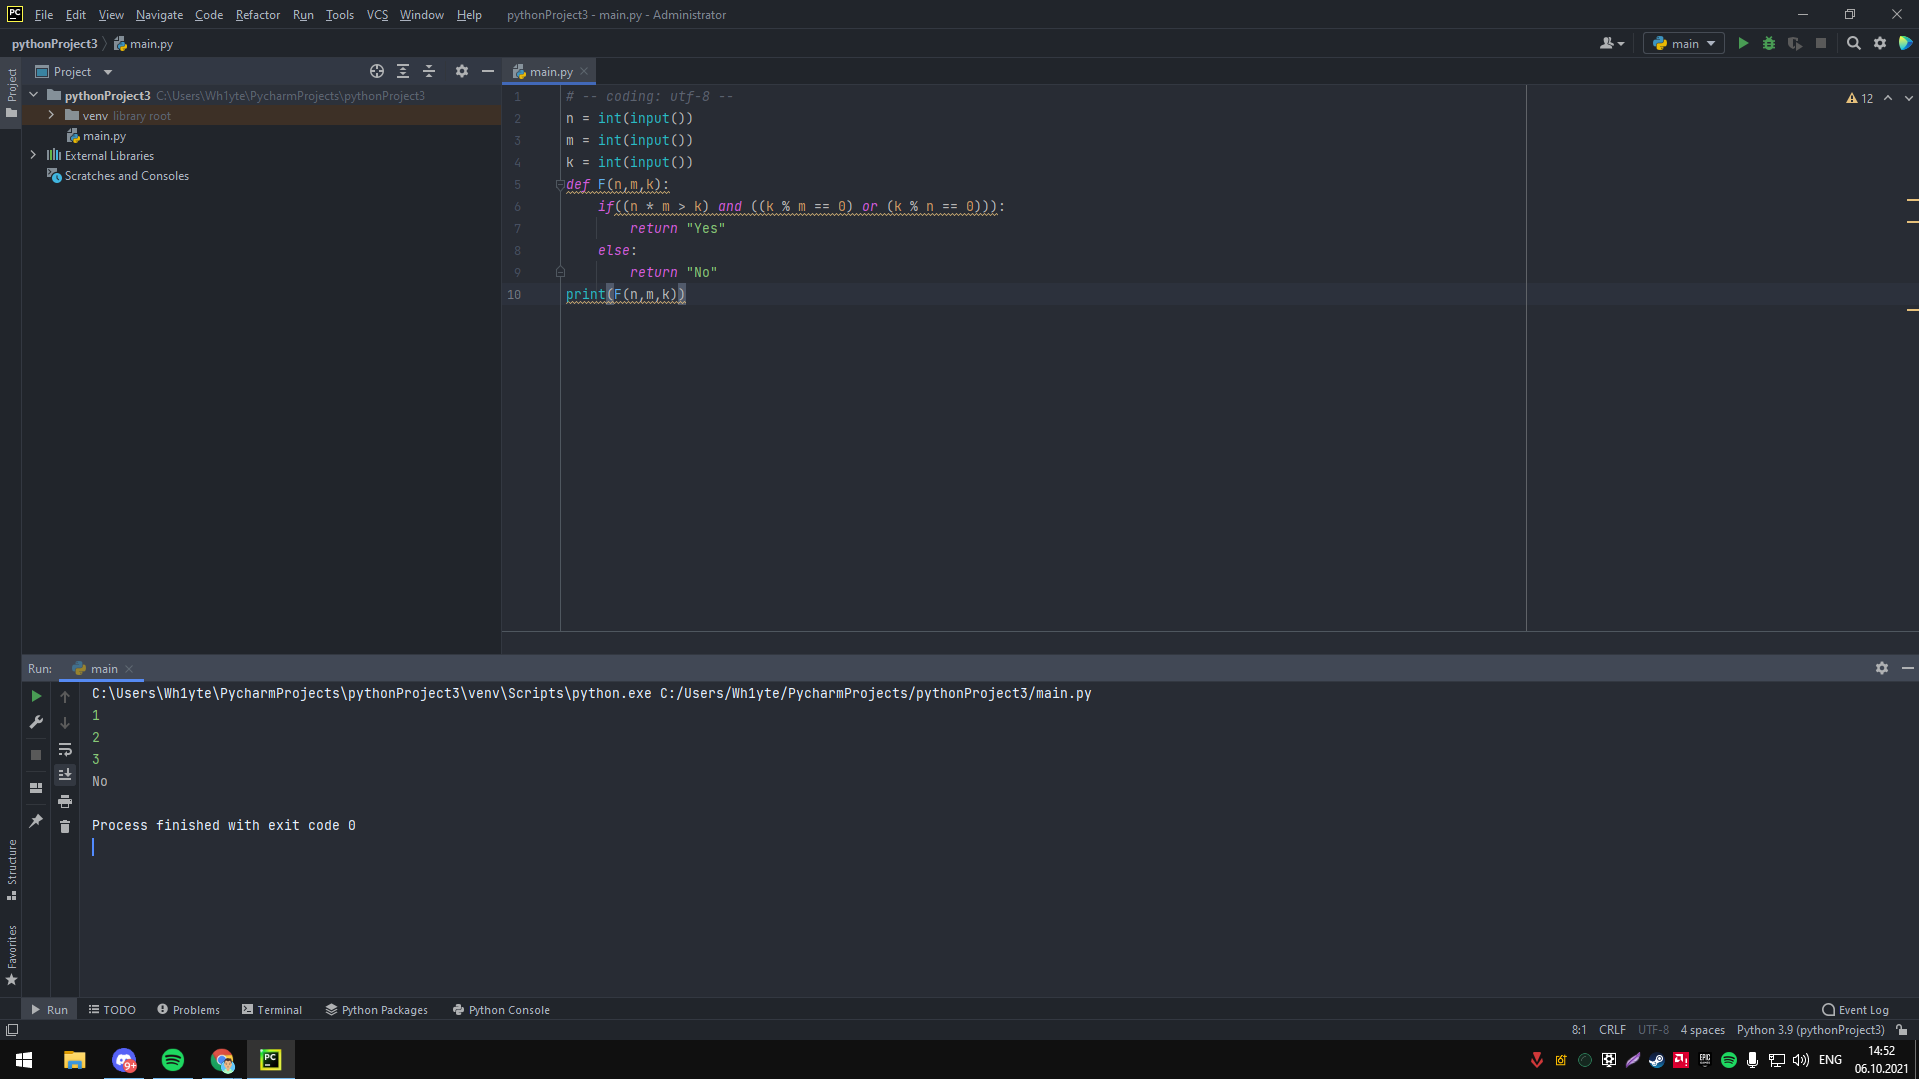 PC File Edit View Navigate Code Refactor Run Tools VCS Window Help pythonProject3 - main.py - Administrator
pythonProject3 main.py main
Project
Project main.py
pythonProject3 C:\Users\Wh1yte\PycharmProjects\pythonProject3
venv library root
main.py
External Libraries
Scratches and Consoles
12
1 # -- coding: utf-8 --
2 n = int(input())
3 m = int(input())
4 k = int(input())
5 def F(n,m,k):
6 if((n * m > k) and ((k % m == 0) or (k % n == 0))):
7 return "Yes"
8 else:
9 return "No"
10 print(F(n,m,k))
Run: main
C:\Users\Wh1yte\PycharmProjects\pythonProject3\venv\Scripts\python.exe C:/Users/Wh1yte/PycharmProjects/pythonProject3/main.py
1
2
3
No
Process finished with exit code 0
Structure
Favorites
Run TODO Problems Terminal Python Packages Python Console Event Log
8:1 CRLF UTF-8 4 spaces Python 3.9 (pythonProject3)
9+ PC ENG 14:52
06.10.2021